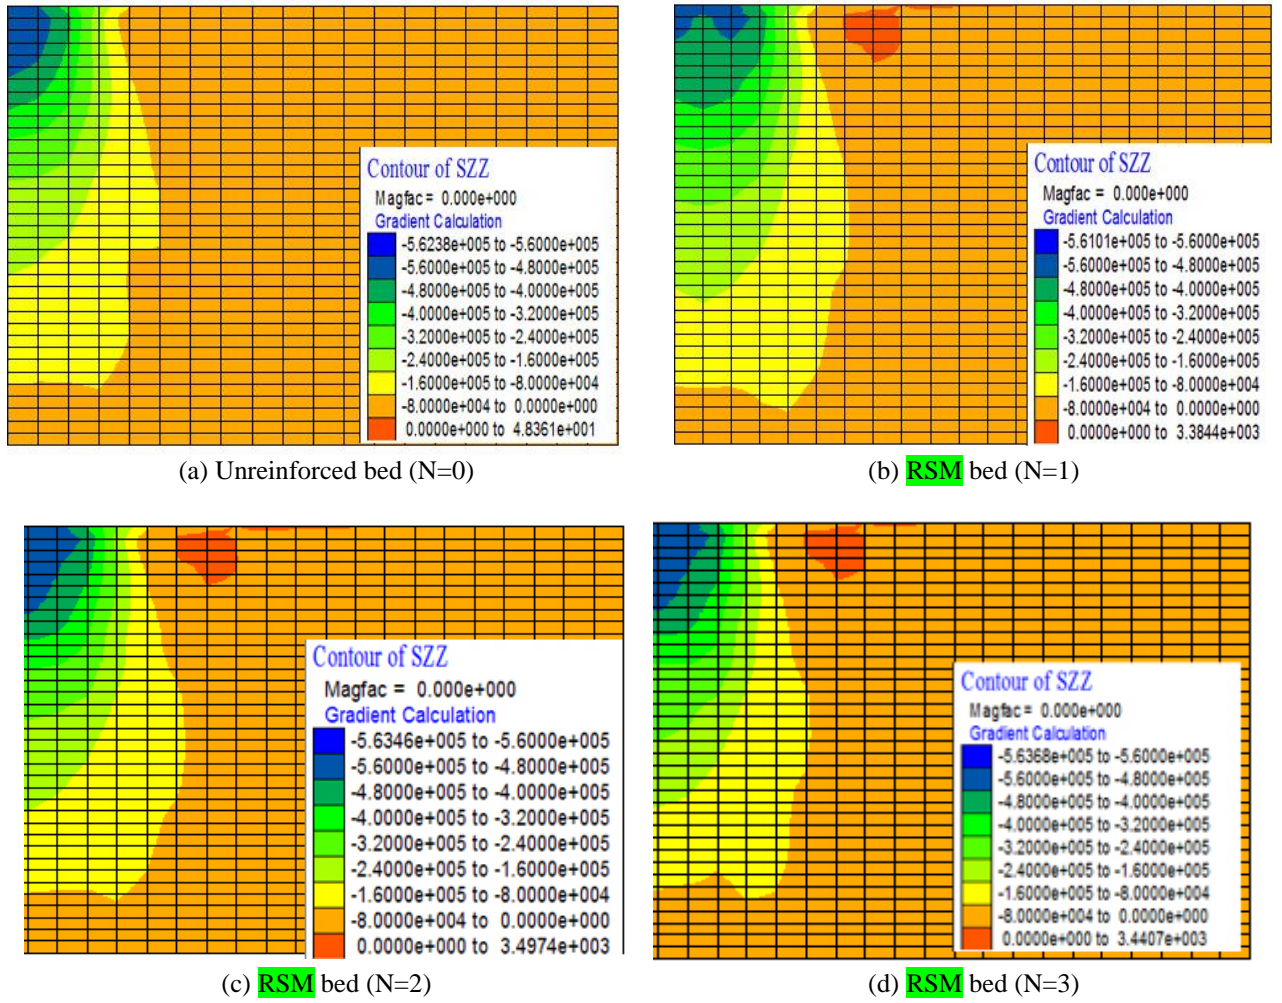 Contour of SZZ
Magfac = 0.000e+000
Gradient Calculation
-5.6238e+005 to -5.6000e+005
-5.6000e+005 to -4.8000e+005
-4.8000e+005 to -4.0000e+005
-4.0000e+005 to -3.2000e+005
-3.2000e+005 to -2.4000e+005
-2.4000e+005 to -1.6000e+005
-1.6000e+005 to -8.0000e+004
-8.0000e+004 to 0.0000e+000
0.0000e+000 to 4.8361e+001
(a) Unreinforced bed (N=0)
Contour of SZZ
Magfac = 0.000e+000
Gradient Calculation
-5.6101e+005 to -5.6000e+005
-5.6000e+005 to -4.8000e+005
-4.8000e+005 to -4.0000e+005
-4.0000e+005 to -3.2000e+005
-3.2000e+005 to -2.4000e+005
-2.4000e+005 to -1.6000e+005
-1.6000e+005 to -8.0000e+004
-8.0000e+004 to 0.0000e+000
0.0000e+000 to 3.3844e+003
(b) RSM bed (N=1)
Contour of SZZ
Magfac = 0.000e+000
Gradient Calculation
-5.6346e+005 to -5.6000e+005
-5.6000e+005 to -4.8000e+005
-4.8000e+005 to -4.0000e+005
-4.0000e+005 to -3.2000e+005
-3.2000e+005 to -2.4000e+005
-2.4000e+005 to -1.6000e+005
-1.6000e+005 to -8.0000e+004
-8.0000e+004 to 0.0000e+000
0.0000e+000 to 3.4974e+003
(c) RSM bed (N=2)
Contour of SZZ
Magfac = 0.000e+000
Gradient Calculation
-5.6368e+005 to -5.6000e+005
-5.6000e+005 to -4.8000e+005
-4.8000e+005 to -4.0000e+005
-4.0000e+005 to -3.2000e+005
-3.2000e+005 to -2.4000e+005
-2.4000e+005 to -1.6000e+005
-1.6000e+005 to -8.0000e+004
-8.0000e+004 to 0.0000e+000
0.0000e+000 to 3.4407e+003
(d) RSM bed (N=3)